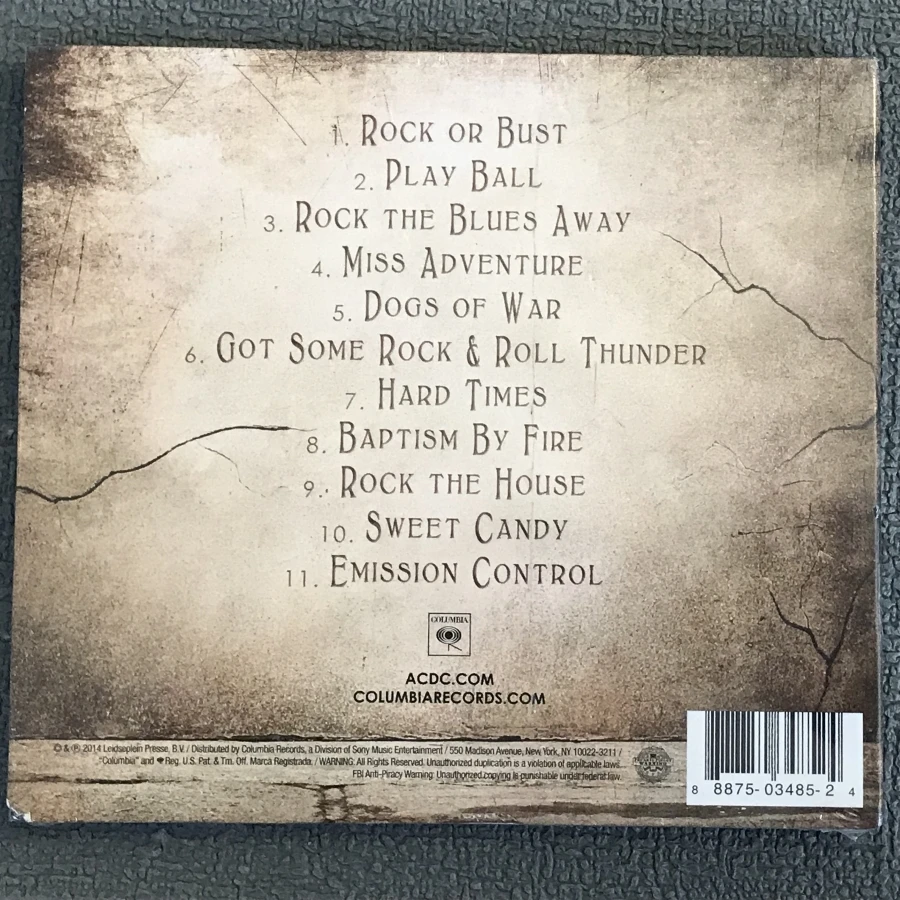 1. Rock or Bust
2. Play Ball
3. Rock the Blues Away
4. Miss Adventure
5. Dogs of War
6. Got Some Rock & Roll Thunder
7. Hard Times
8. Baptism By Fire
9. Rock the House
10. Sweet Candy
11. Emission Control
COLUMBIA
ACDC.COM
COLUMBIARECORDS.COM
© & ℗ 2014 Leidseplein Presse, B.V. / Distributed by Columbia Records, a Division of Sony Music Entertainment / 550 Madison Avenue, New York, NY 10022-3211 /
"Columbia" and Reg. U.S. Pat. & Tm. Off. Marca Registrada. / WARNING: All Rights Reserved. Unauthorized duplication is a violation of applicable laws.
FBI Anti-Piracy Warning: Unauthorized copying is punishable under federal law.
8 8875-03485-2 4